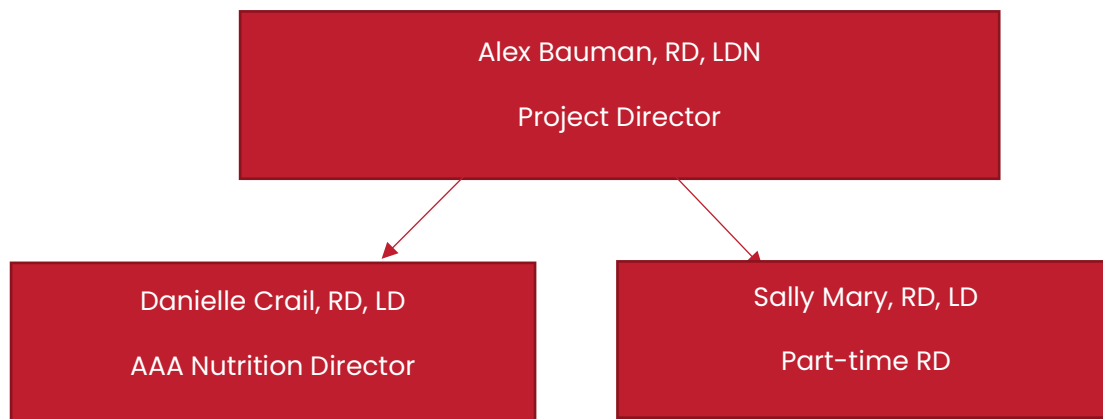 Alex Bauman, RD, LDN
Project Director
Danielle Crail, RD, LD
AAA Nutrition Director
Sally Mary, RD, LD
Part-time RD